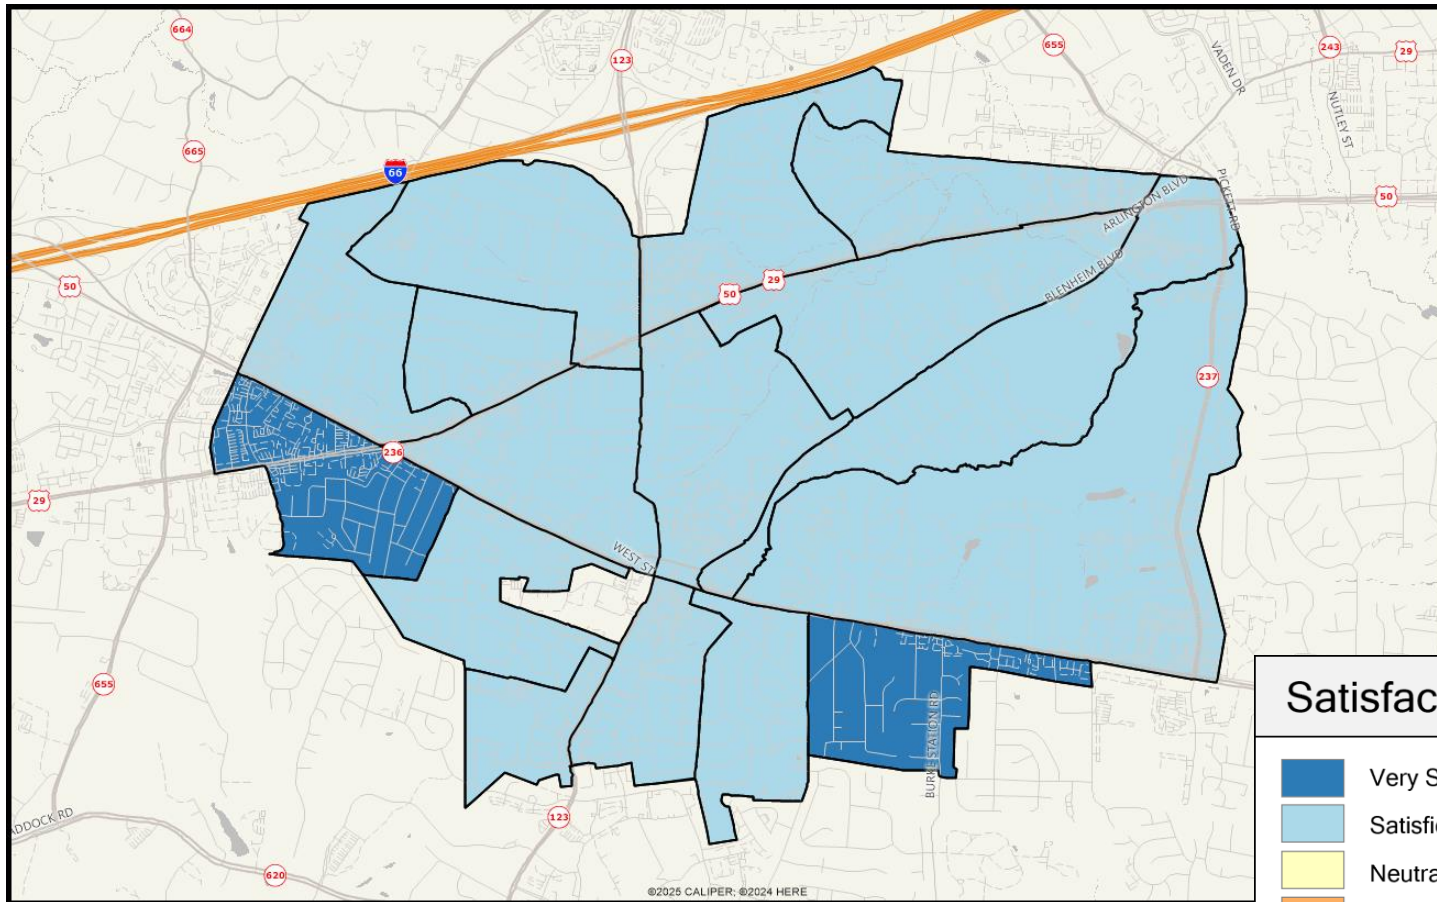 664
123
655
VADEN DR
243
29
NUTLEY ST
665
66
PICKETT RD
50
ARLINGTON BLVD
50
29
50
BLENHEIM BLVD
237
236
29
WEST ST
655
BURKE STATION RD
123
ADDOCK RD
620
©2025 CALIPER; ©2024 HERE
Satisfac
Very S
Satisfie
Neutra